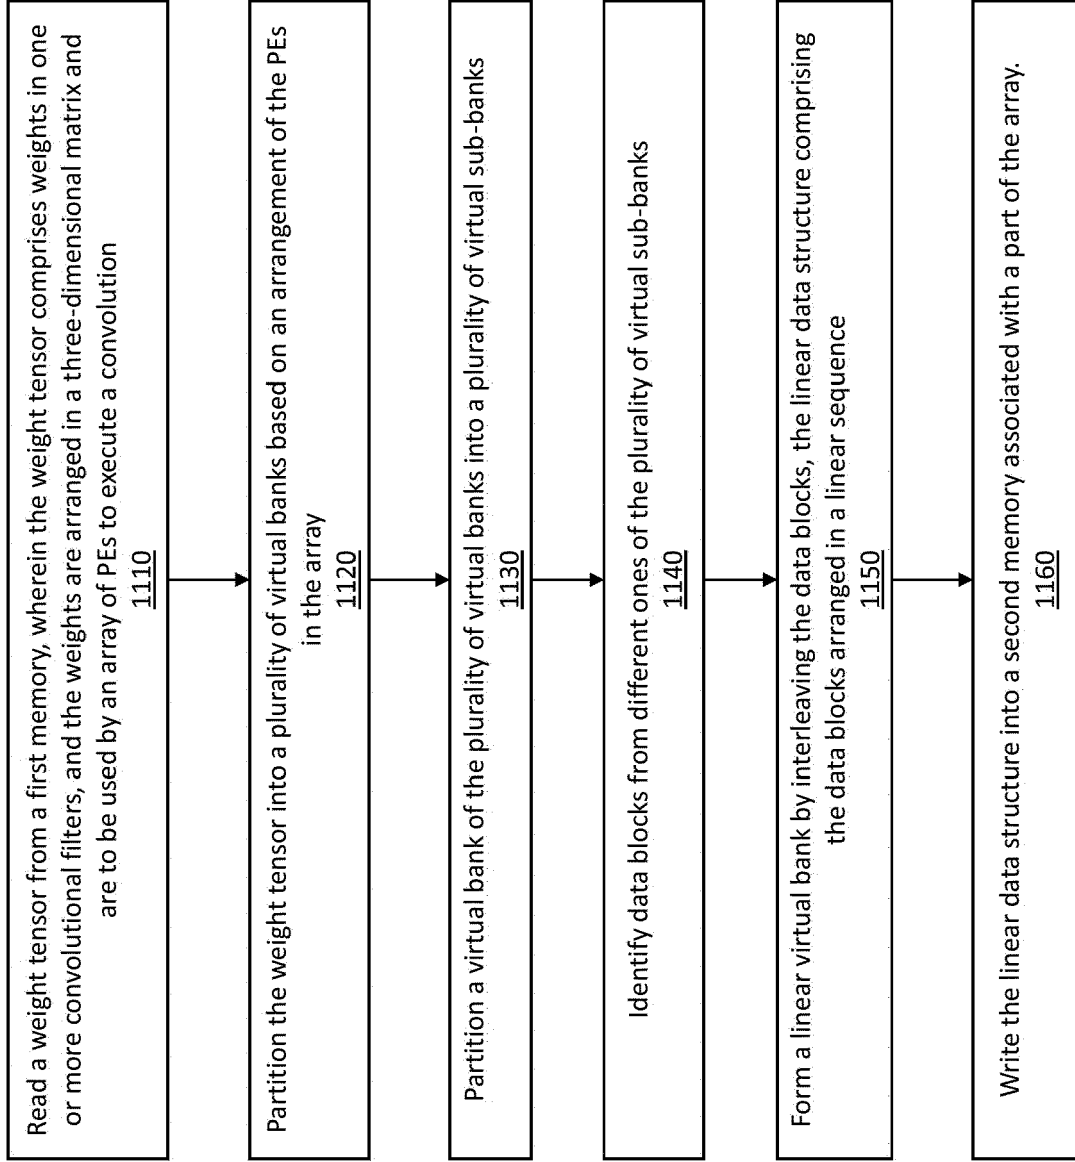 Read a weight tensor from a first memory, wherein the weight tensor comprises weights in one
or more convolutional filters, and the weights are arranged in a three-dimensional matrix and
are to be used by an array of PEs to execute a convolution
1110
Partition the weight tensor into a plurality of virtual banks based on an arrangement of the PEs
in the array
1120
Partition a virtual bank of the plurality of virtual banks into a plurality of virtual sub-banks
1130
Identify data blocks from different ones of the plurality of virtual sub-banks
1140
Form a linear virtual bank by interleaving the data blocks, the linear data structure comprising
the data blocks arranged in a linear sequence
1150
Write the linear data structure into a second memory associated with a part of the array.
1160